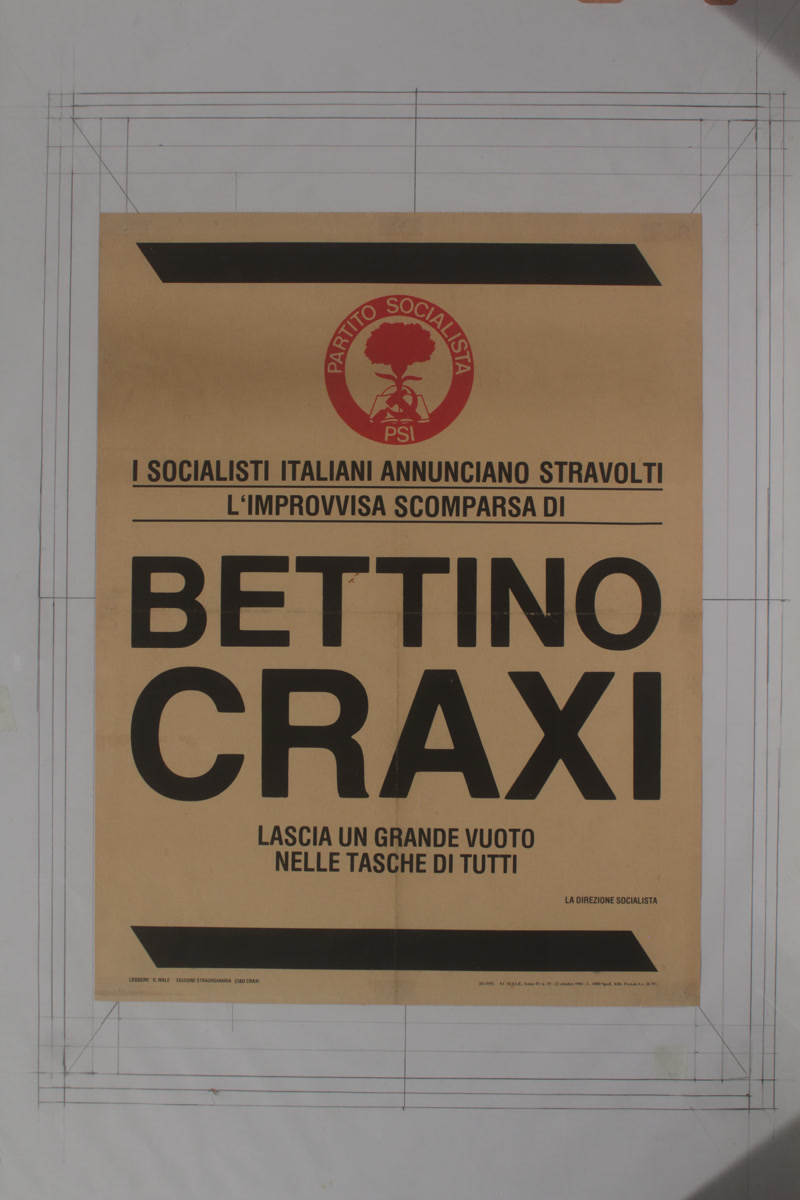 PARTITO SOCIALISTA
PSI
I SOCIALISTI ITALIANI ANNUNCIANO STRAVOLTI
L'IMPROVVISA SCOMPARSA DI
BETTINO
CRAXI
LASCIA UN GRANDE VUOTO
NELLE TASCHE DI TUTTI
LA DIREZIONE SOCIALISTA
LEGGERE "IL MALE" EDIZIONE STRAORDINARIA CIAO CRAXI